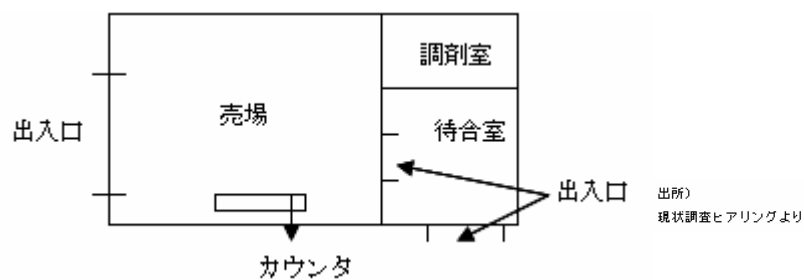 調剤室
売場
待合室
出入口
出入口
出所）
現状調査ヒアリングより
カウンタ